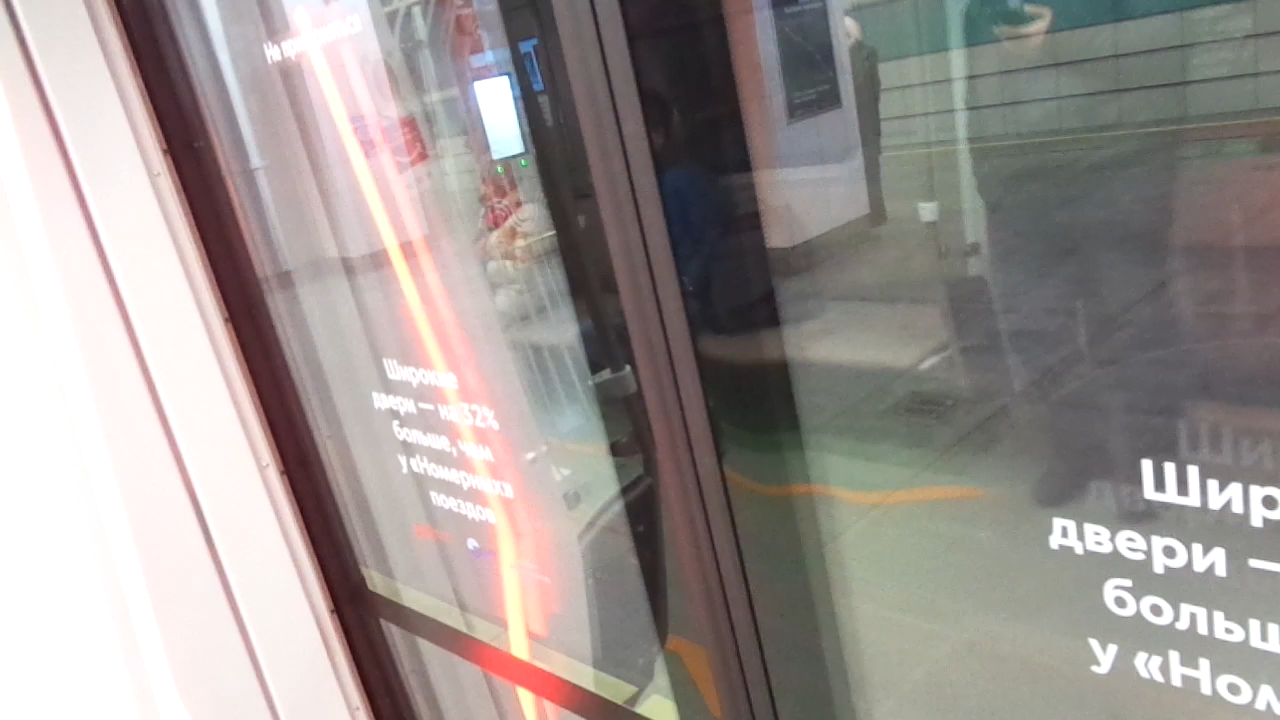 Не прислоняться
Широкие
двери — на 32%
больше, чем
у «Номерных»
поездов
Шир
двери —
больш
у «Ном